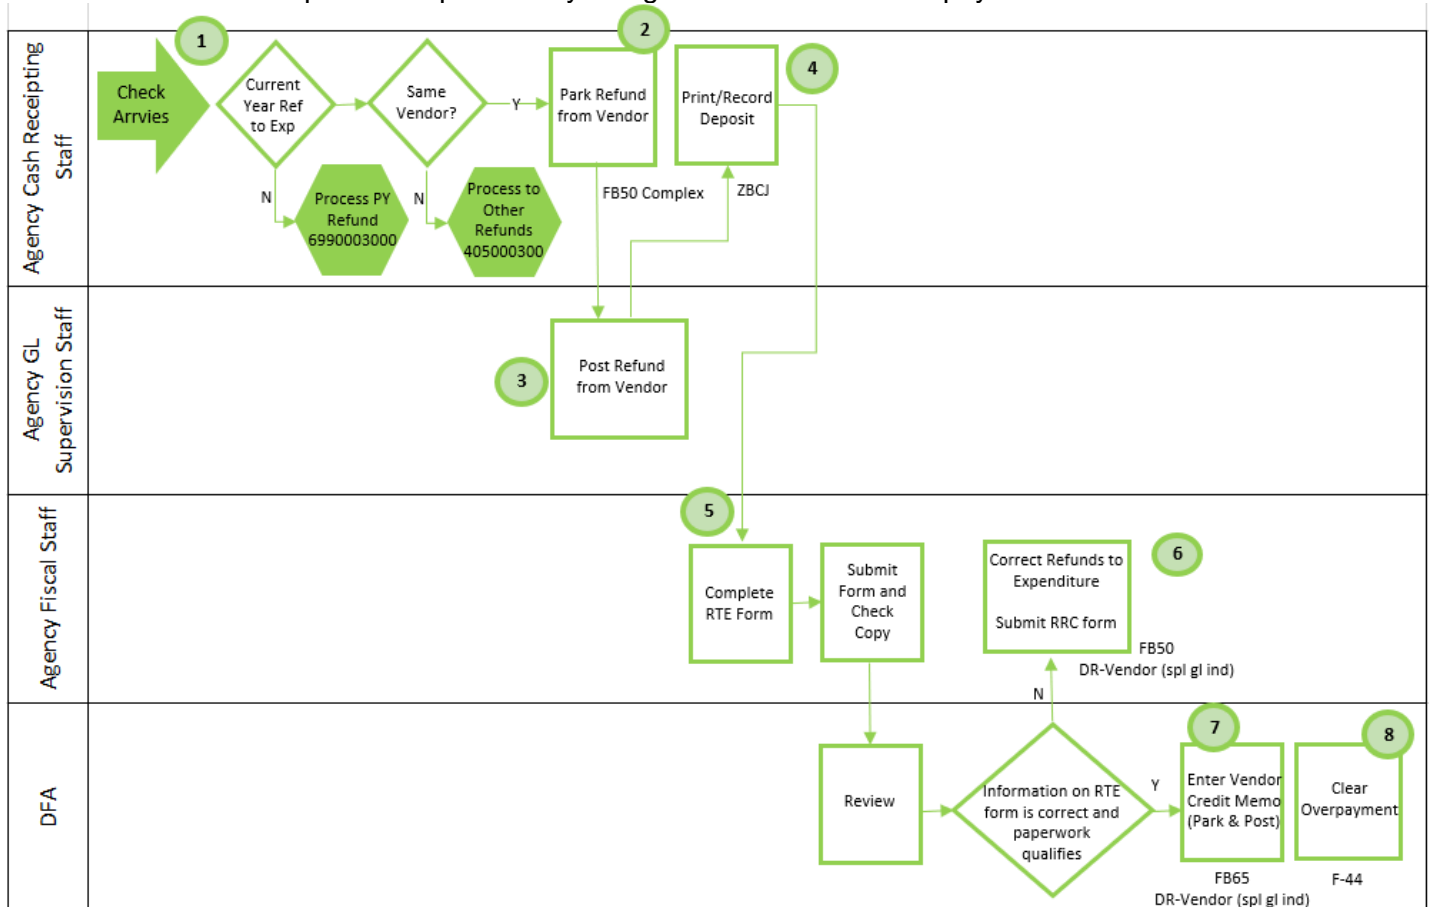 1
2
4
Check
Arrvies
Current
Year Ref
to Exp
Same
Vendor?
Y
Park Refund
from Vendor
Print/Record
Deposit
N
Process PY
Refund
6990003000
N
Process to
Other
Refunds
405000300
FB50 Complex
ZBCJ
Agency Cash Receipting
Staff
3
Post Refund
from Vendor
Agency GL
Supervision Staff
5
6
Complete
RTE Form
Submit
Form and
Check
Copy
Correct Refunds to
Expenditure
Submit RRC form
FB50
DR-Vendor (spl gl ind)
N
Agency Fiscal Staff
7
8
Review
Information on RTE
form is correct and
paperwork
qualifies
Y
Enter Vendor
Credit Memo
(Park & Post)
Clear
Overpayment
FB65
DR-Vendor (spl gl ind)
F-44
DFA